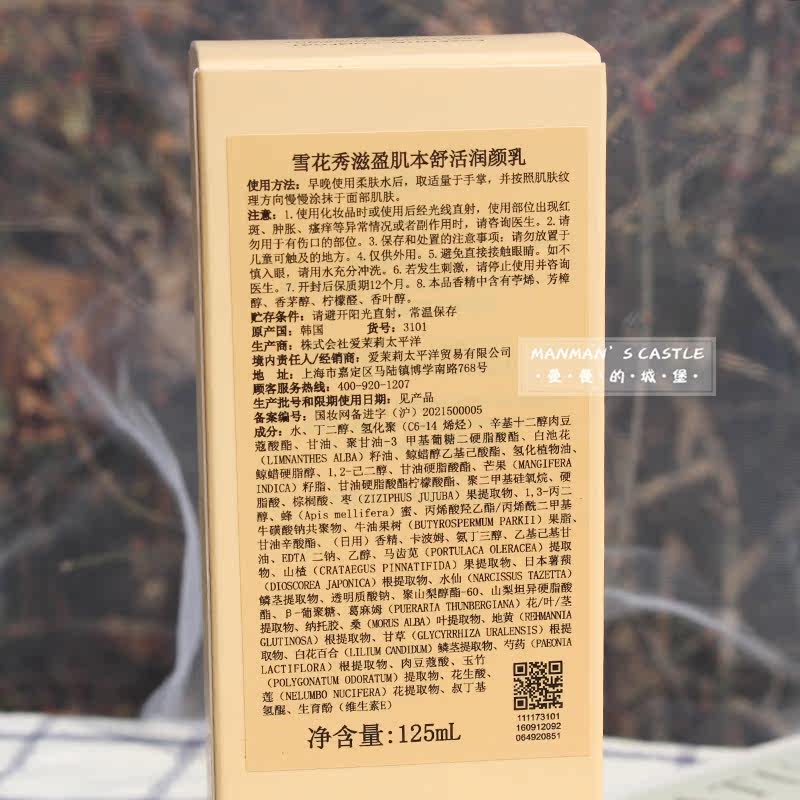 雪花秀滋盈肌本舒活润颜乳
使用方法：早晚使用柔肤水后，取适量于手掌，并按照肌肤纹
理方向慢慢涂抹于面部肌肤。
注意：1.使用化妆品时或使用后经光线直射，使用部位出现红
斑、肿胀、瘙痒等异常情况或者副作用时，请咨询医生。2.请
勿用于有伤口的部位。3.保存和处置的注意事项：请勿放置于
儿童可触及的地方。4.仅供外用。5.避免直接接触眼睛。如不
慎入眼，请用水充分冲洗。6.若发生刺激，请停止使用并咨询
医生。7.开封后保质期12个月。8.本品香精中含有苧烯、芳樟
醇、香茅醇、柠檬醛、香叶醇。
贮存条件：请避开阳光直射，常温保存
原产国：韩国 货号：3101
生产商：株式会社爱茉莉太平洋
境内责任人/经销商：爱茉莉太平洋贸易有限公司
地 址：上海市嘉定区马陆镇博学南路768号
顾客服务热线：400-920-1207
生产批号和限期使用日期：见产品
备案编号：国妆网备进字（沪）2021500005
成分：水、丁二醇、氢化聚（C6-14 烯烃）、辛基十二醇肉豆
蔻酸酯、甘油、聚甘油-3 甲基葡糖二硬脂酸酯、白池花
（LIMNANTHES ALBA）籽油、鲸蜡醇乙基己酸酯、氢化植物油、
鲸蜡硬脂醇、1,2-己二醇、甘油硬脂酸酯、芒果（MANGIFERA
INDICA）籽脂、甘油硬脂酸酯柠檬酸酯、聚二甲基硅氧烷、硬
脂酸、棕榈酸、枣（ZIZIPHUS JUJUBA）果提取物、1,3-丙二
醇、蜂（Apis mellifera）蜜、丙烯酸羟乙酯/丙烯酰二甲基
牛磺酸钠共聚物、牛油果树（BUTYROSPERMUM PARKII）果脂、
甘油辛酸酯、（日用）香精、卡波姆、氨丁三醇、乙基己基甘
油、EDTA 二钠、乙醇、马齿苋（PORTULACA OLERACEA）提取
物、山楂（CRATAEGUS PINNATIFIDA）果提取物、日本薯蓣
（DIOSCOREA JAPONICA）根提取物、水仙（NARCISSUS TAZETTA）
鳞茎提取物、透明质酸钠、聚山梨醇酯-60、山梨坦异硬脂酸
酯、β-葡聚糖、葛麻姆（PUERARIA THUNBERGIANA）花/叶/茎
提取物、纳托胶、桑（MORUS ALBA）叶提取物、地黄（REHMANNIA
GLUTINOSA）根提取物、甘草（GLYCYRRHIZA URALENSIS）根提
取物、白花百合（LILIUM CANDIDUM）鳞茎提取物、芍药（PAEONIA
LACTIFLORA）根提取物、肉豆蔻酸、玉竹
（POLYGONATUM ODORATUM）提取物、花生酸、
莲（NELUMBO NUCIFERA）花提取物、叔丁基
氢醌、生育酚（维生素E）
111173101
160912092
064920851
净含量：125mL
MANMAN'S CASTLE
·曼·曼·的·城·堡·